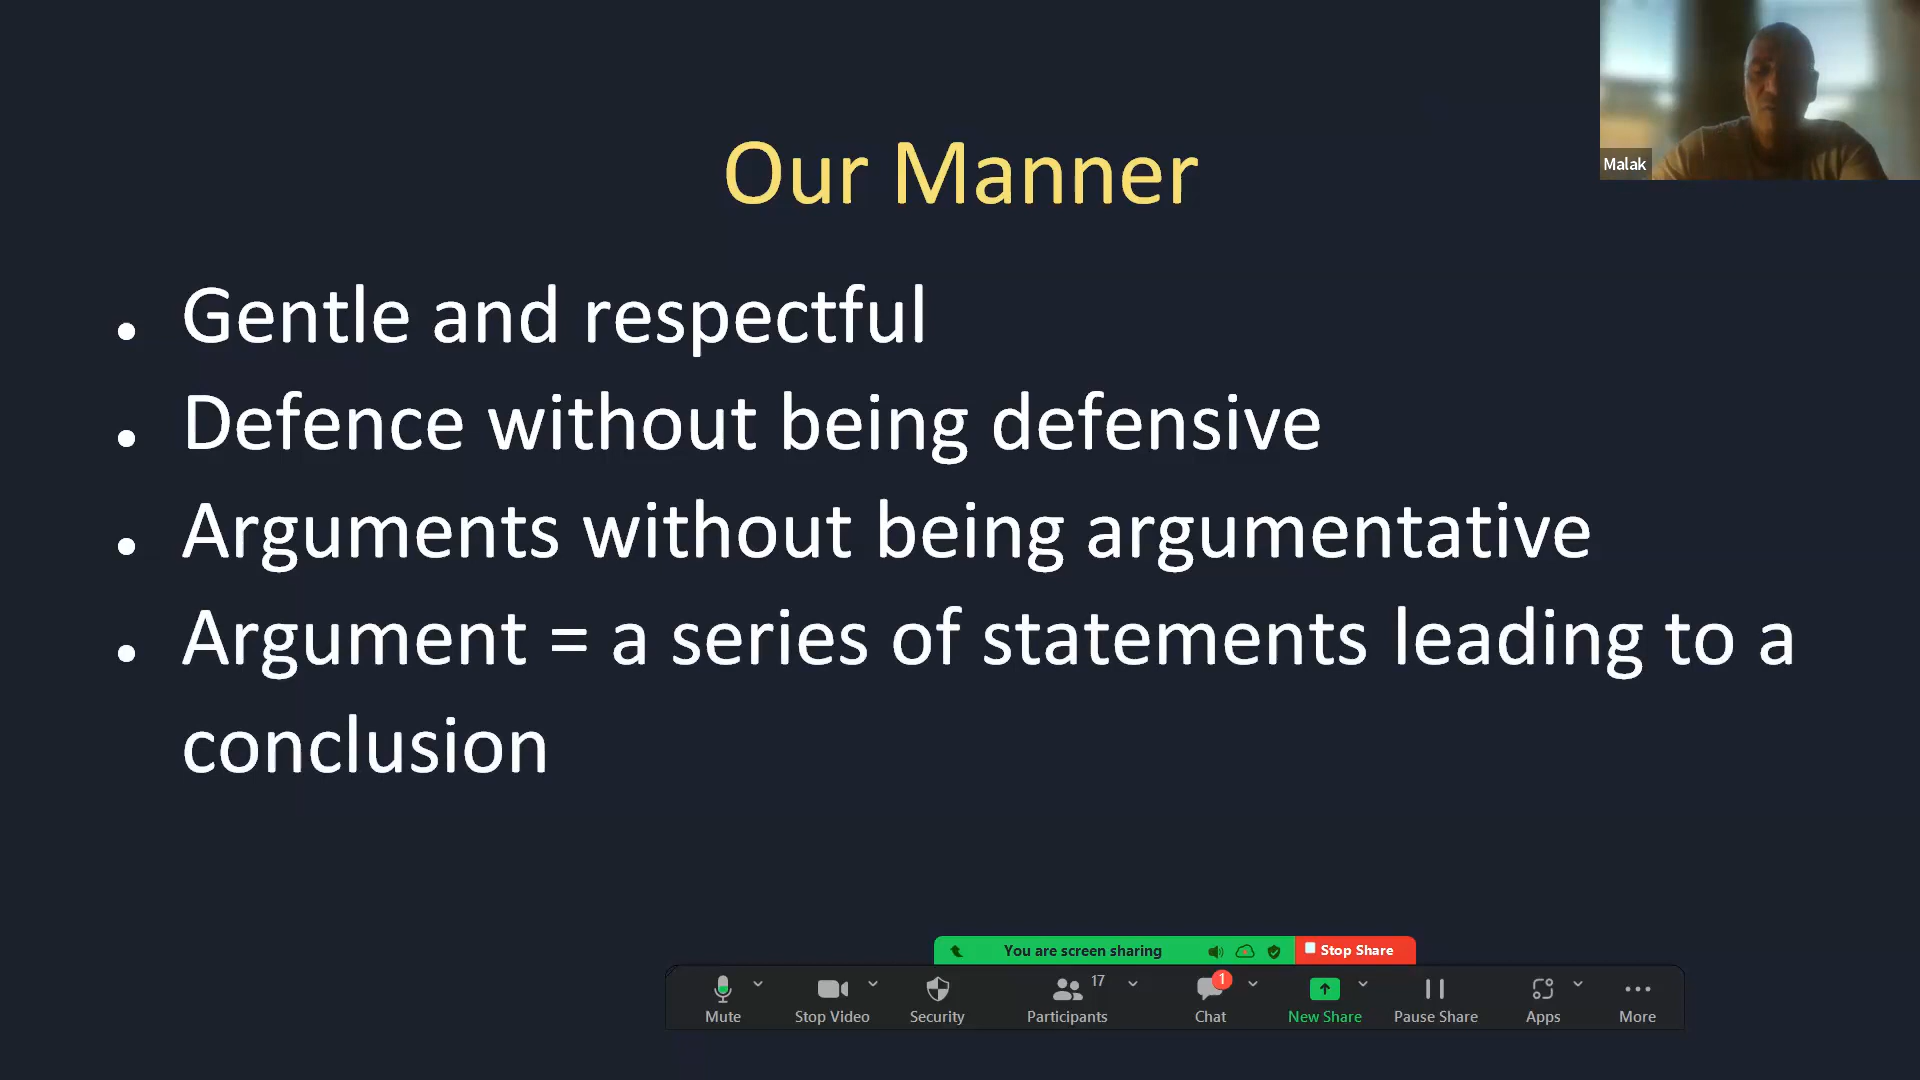 Malak
Our Manner
• Gentle and respectful
• Defence without being defensive
• Arguments without being argumentative
• Argument = a series of statements leading to a
conclusion
You are screen sharing
Stop Share
Mute
Stop Video
Security
17
Participants
1
Chat
New Share
Pause Share
Apps
More